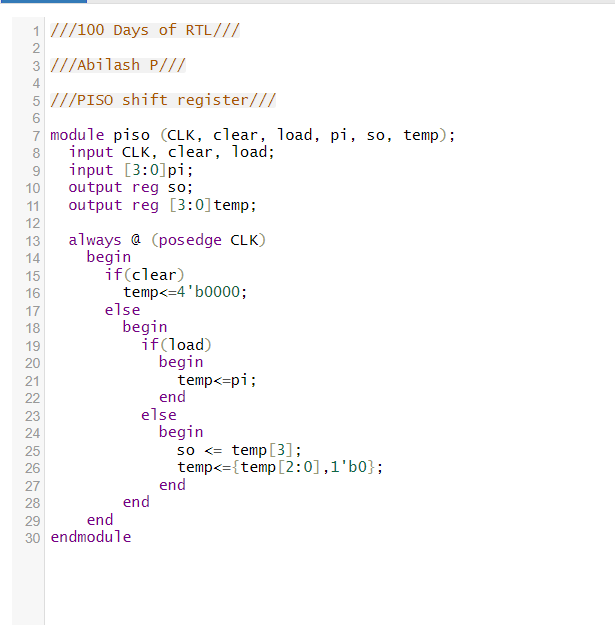 1 ///100 Days of RTL///
2
3 ///Abilash P///
4
5 ///PISO shift register///
6
7 module piso (CLK, clear, load, pi, so, temp);
8   input CLK, clear, load;
9   input [3:0]pi;
10   output reg so;
11   output reg [3:0]temp;
12
13   always @ (posedge CLK)
14     begin
15       if(clear)
16         temp<=4'b0000;
17       else
18         begin
19           if(load)
20             begin
21               temp<=pi;
22             end
23           else
24             begin
25               so <= temp[3];
26               temp<={temp[2:0],1'b0};
27             end
28         end
29     end
30 endmodule